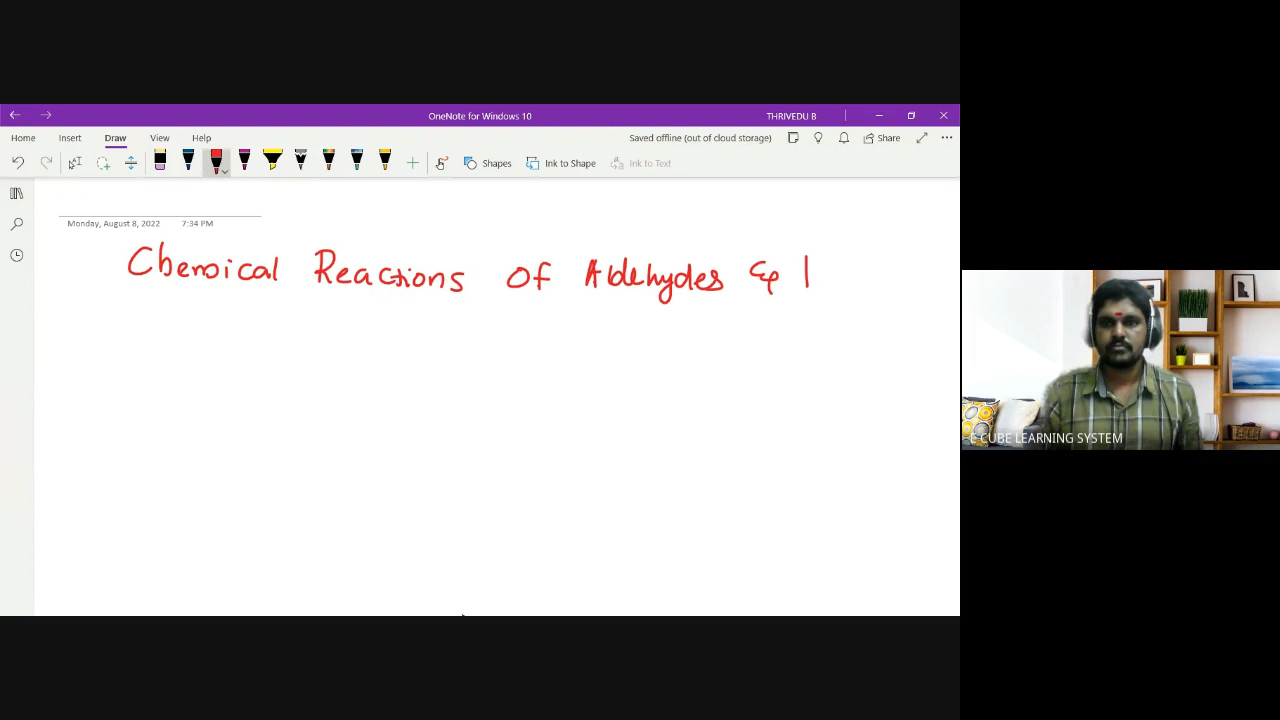 OneNote for Windows 10
THRIVEDU B
Home Insert Draw View Help
Saved offline (out of cloud storage)
Share
Shapes Ink to Shape Ink to Text
Monday, August 8, 2022 7:34 PM
Chemical Reactions of Aldehydes &
CUBE LEARNING SYSTEM